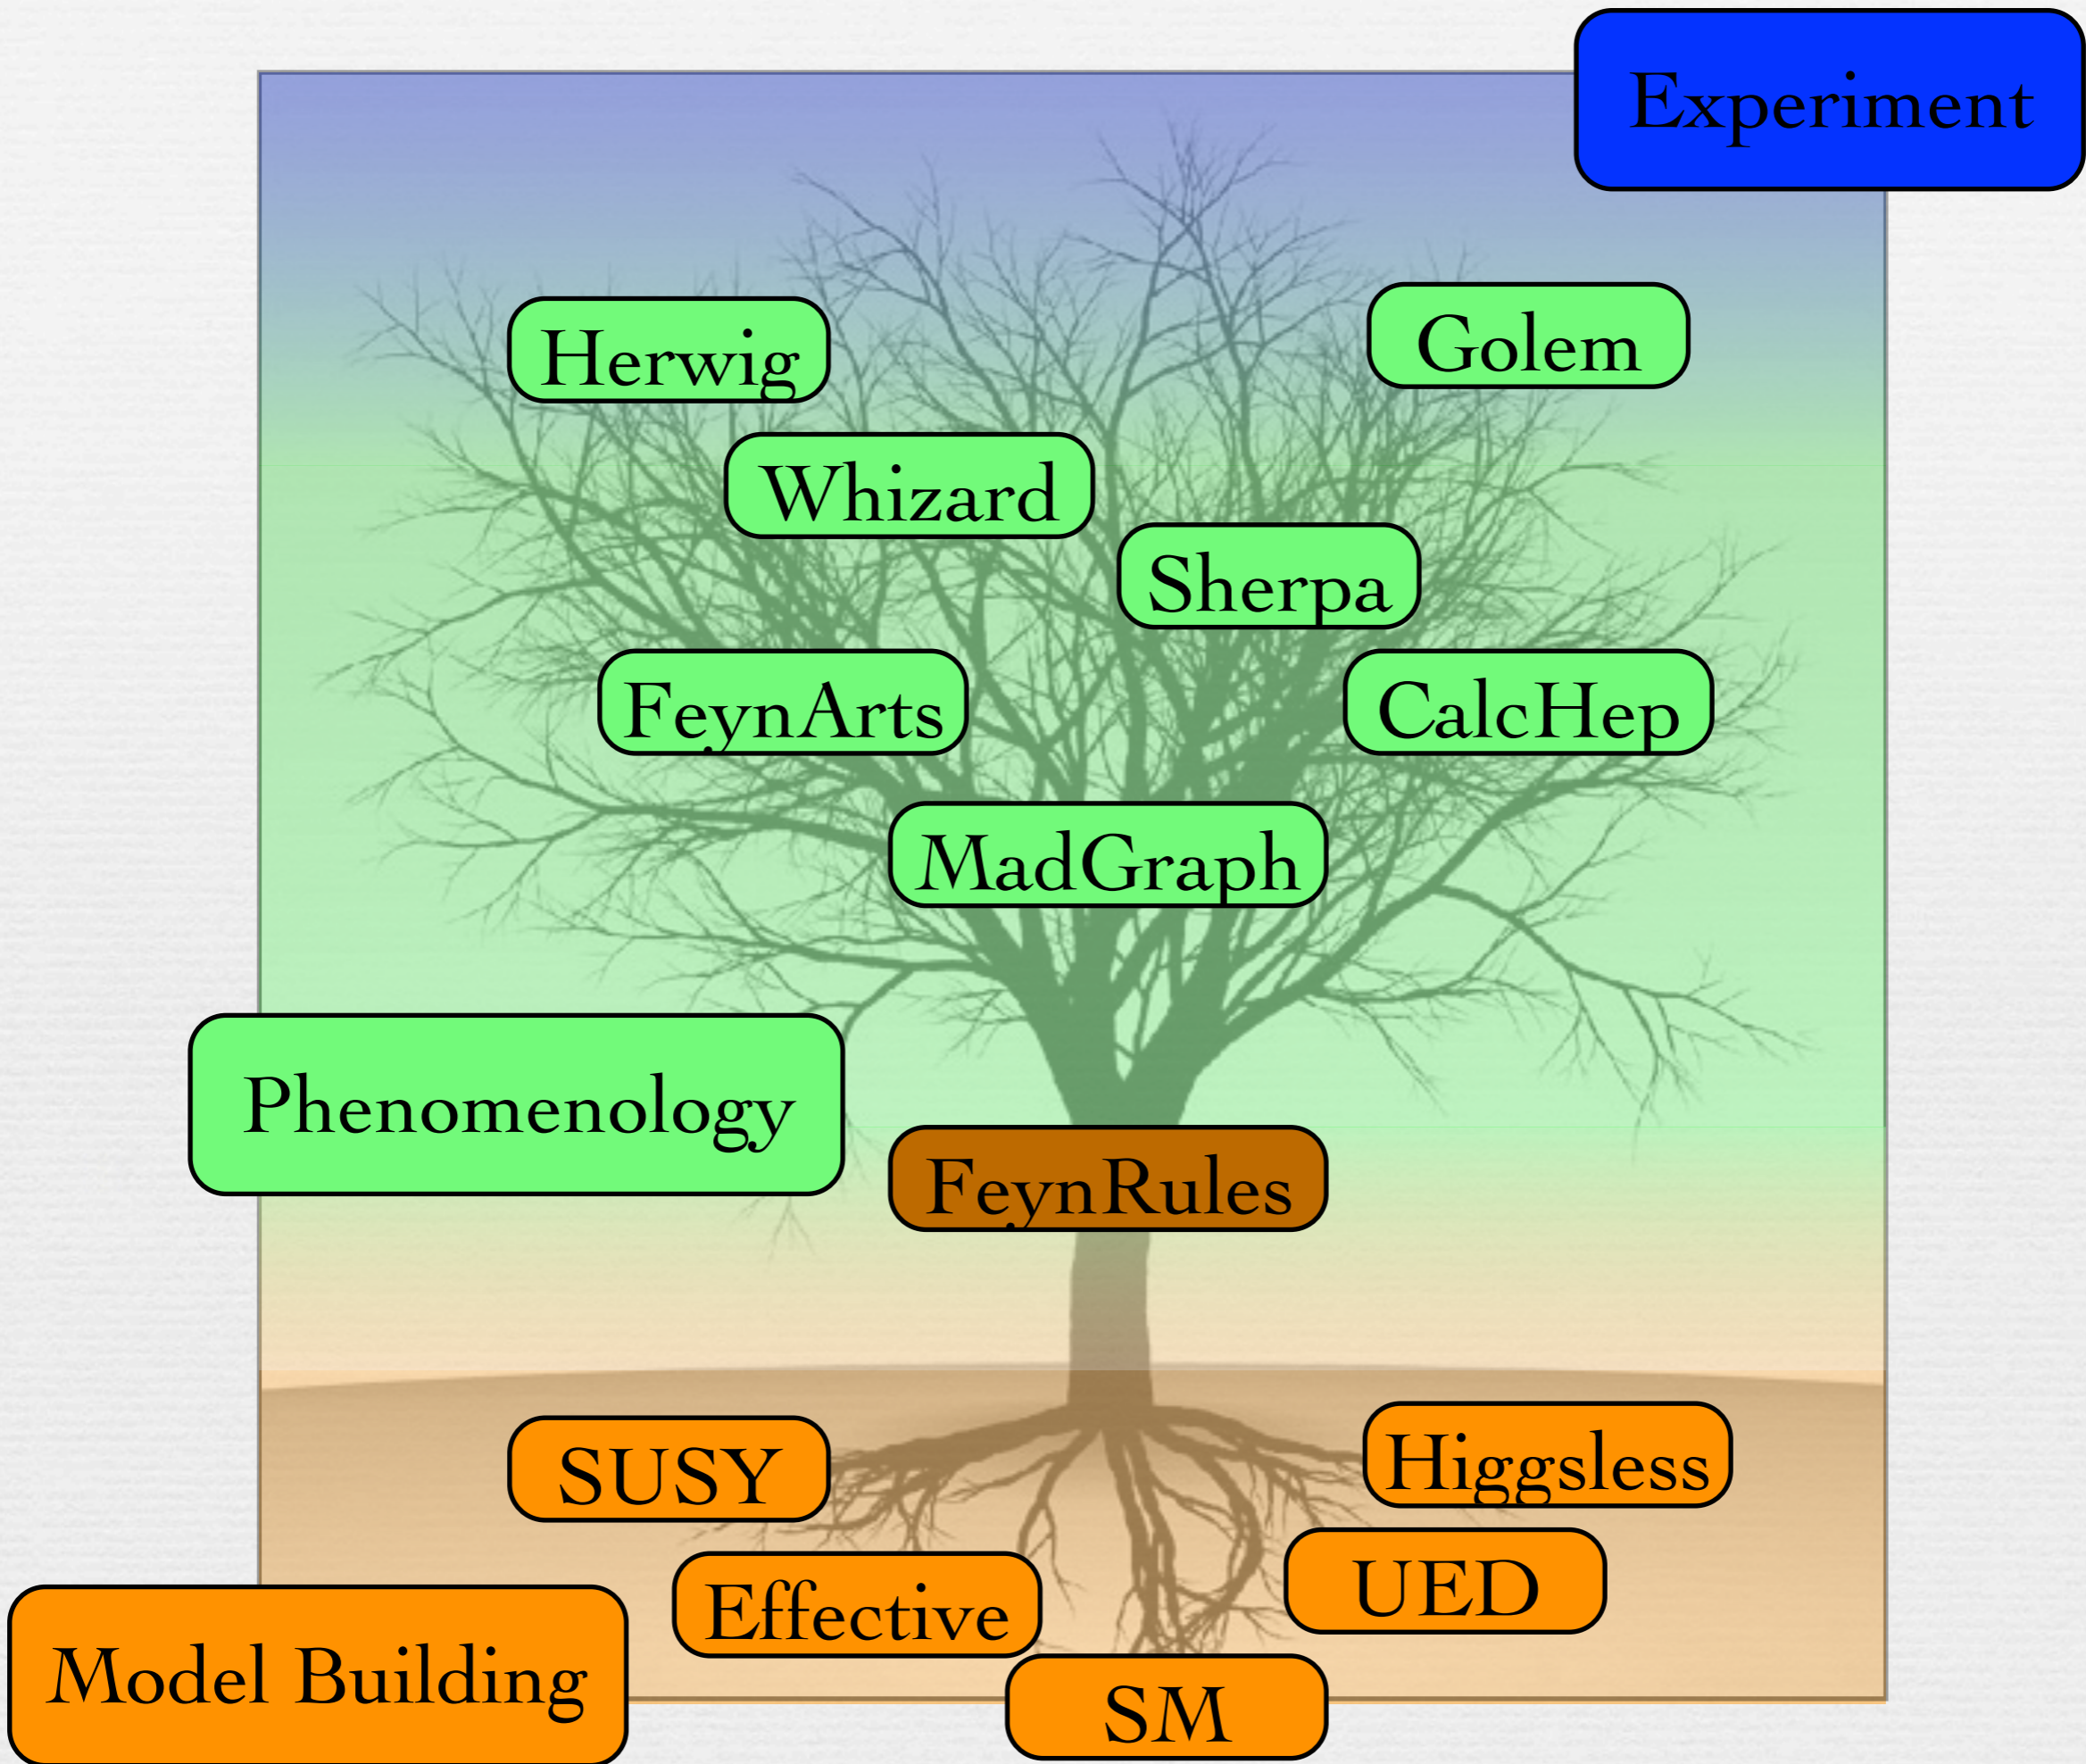 Experiment
Herwig
Golem
Whizard
Sherpa
FeynArts
CalcHep
MadGraph
Phenomenology
FeynRules
SUSY
Higgsless
Effective
UED
Model Building
SM